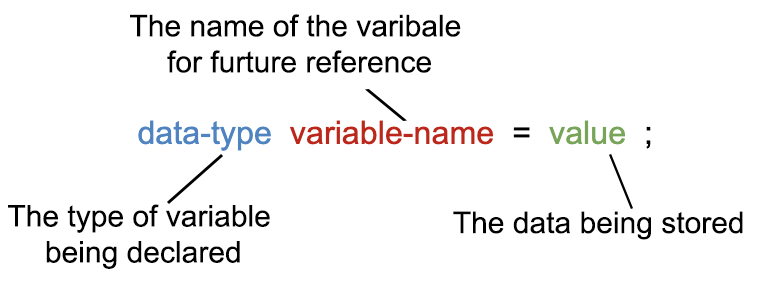 The name of the varibale
for furture reference
data-type variable-name = value ;
The type of variable
being declared
The data being stored